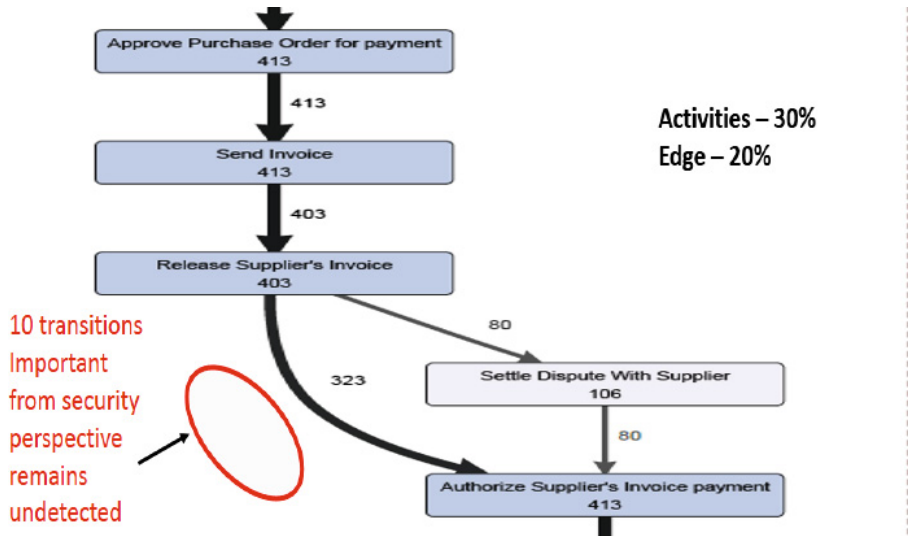 Approve Purchase Order for payment
413
413
Activities – 30%
Edge – 20%
Send Invoice
413
403
Release Supplier's Invoice
403
10 transitions
Important
from security
perspective
remains
undetected
80
323
Settle Dispute With Supplier
106
80
Authorize Supplier's Invoice payment
413